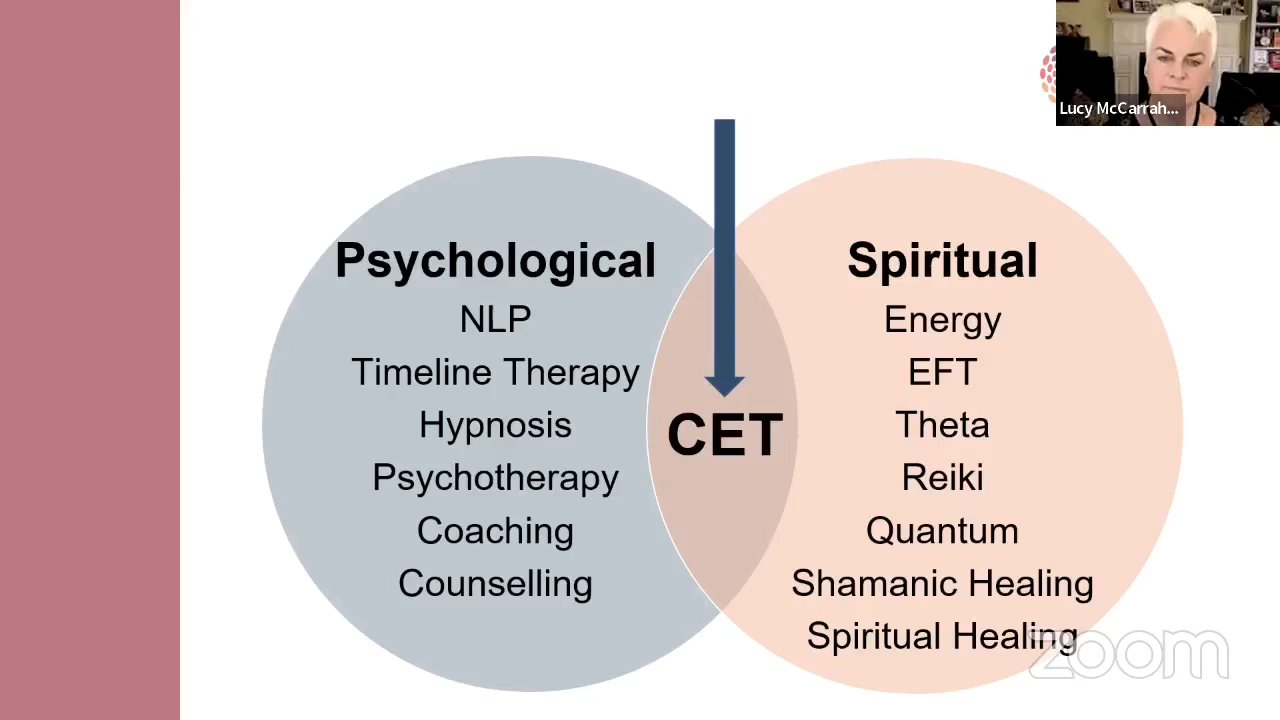 Lucy McCarrah...
Psychological
NLP
Timeline Therapy
Hypnosis
Psychotherapy
Coaching
Counselling
CET
Spiritual
Energy
EFT
Theta
Reiki
Quantum
Shamanic Healing
Spiritual Healing
zoom